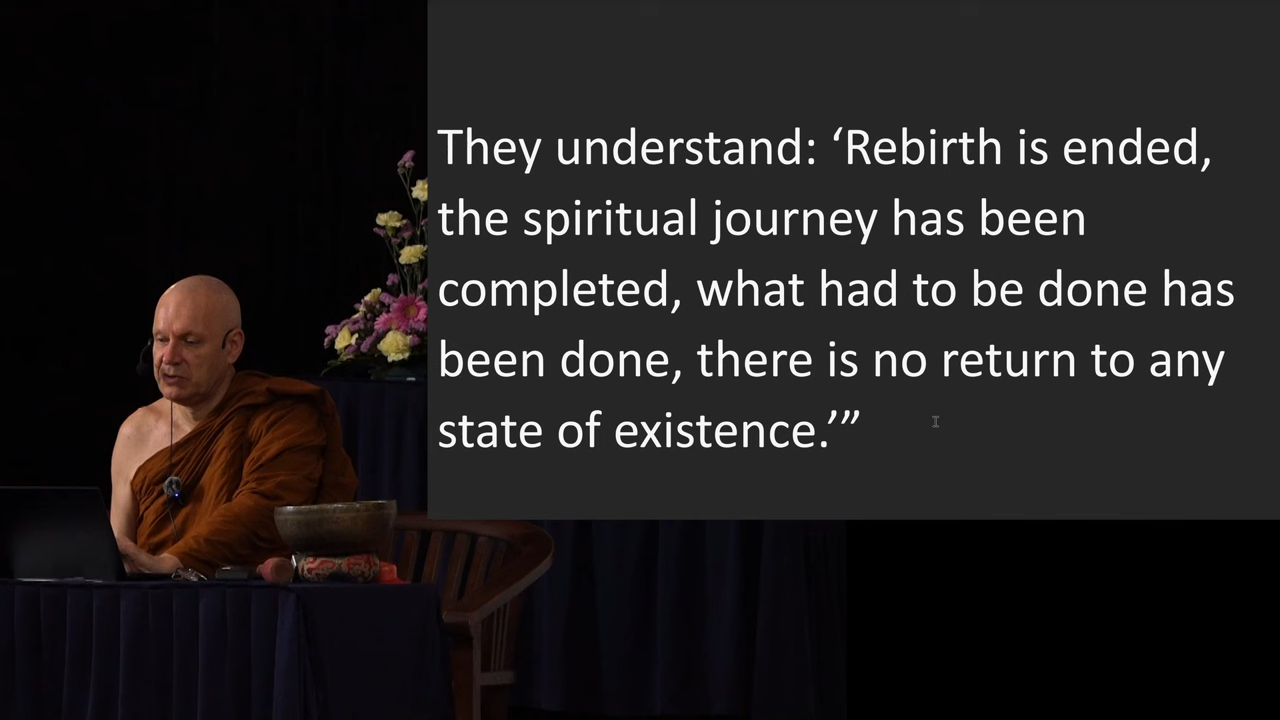 They understand: ‘Rebirth is ended,
the spiritual journey has been
completed, what had to be done has
been done, there is no return to any
state of existence.’”